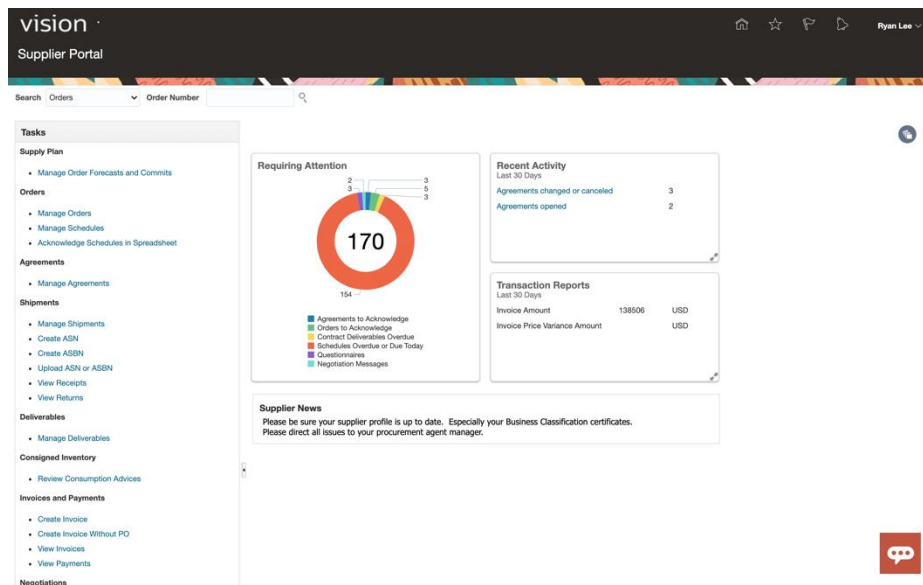 vision
Ryan Lee
Supplier Portal
Search Orders Order Number
Tasks
Supply Plan
Manage Order Forecasts and Commits
Orders
Manage Orders
Manage Schedules
Acknowledge Schedules in Spreadsheet
Agreements
Manage Agreements
Shipments
Manage Shipments
Create ASN
Create ASBN
Upload ASN or ASBN
View Receipts
View Returns
Deliverables
Manage Deliverables
Consigned Inventory
Review Consumption Advices
Invoices and Payments
Create Invoice
Create Invoice Without PO
View Invoices
View Payments
Negotiations
Requiring Attention
2 3
3 5
3
170
154
Agreements to Acknowledge
Orders to Acknowledge
Contract Deliverables Overdue
Schedules Overdue or Due Today
Questionnaires
Negotiation Messages
Recent Activity
Last 30 Days
Agreements changed or canceled 3
Agreements opened 2
Transaction Reports
Last 30 Days
Invoice Amount 138506 USD
Invoice Price Variance Amount USD
Supplier News
Please be sure your supplier profile is up to date. Especially your Business Classification certificates.
Please direct all issues to your procurement agent manager.